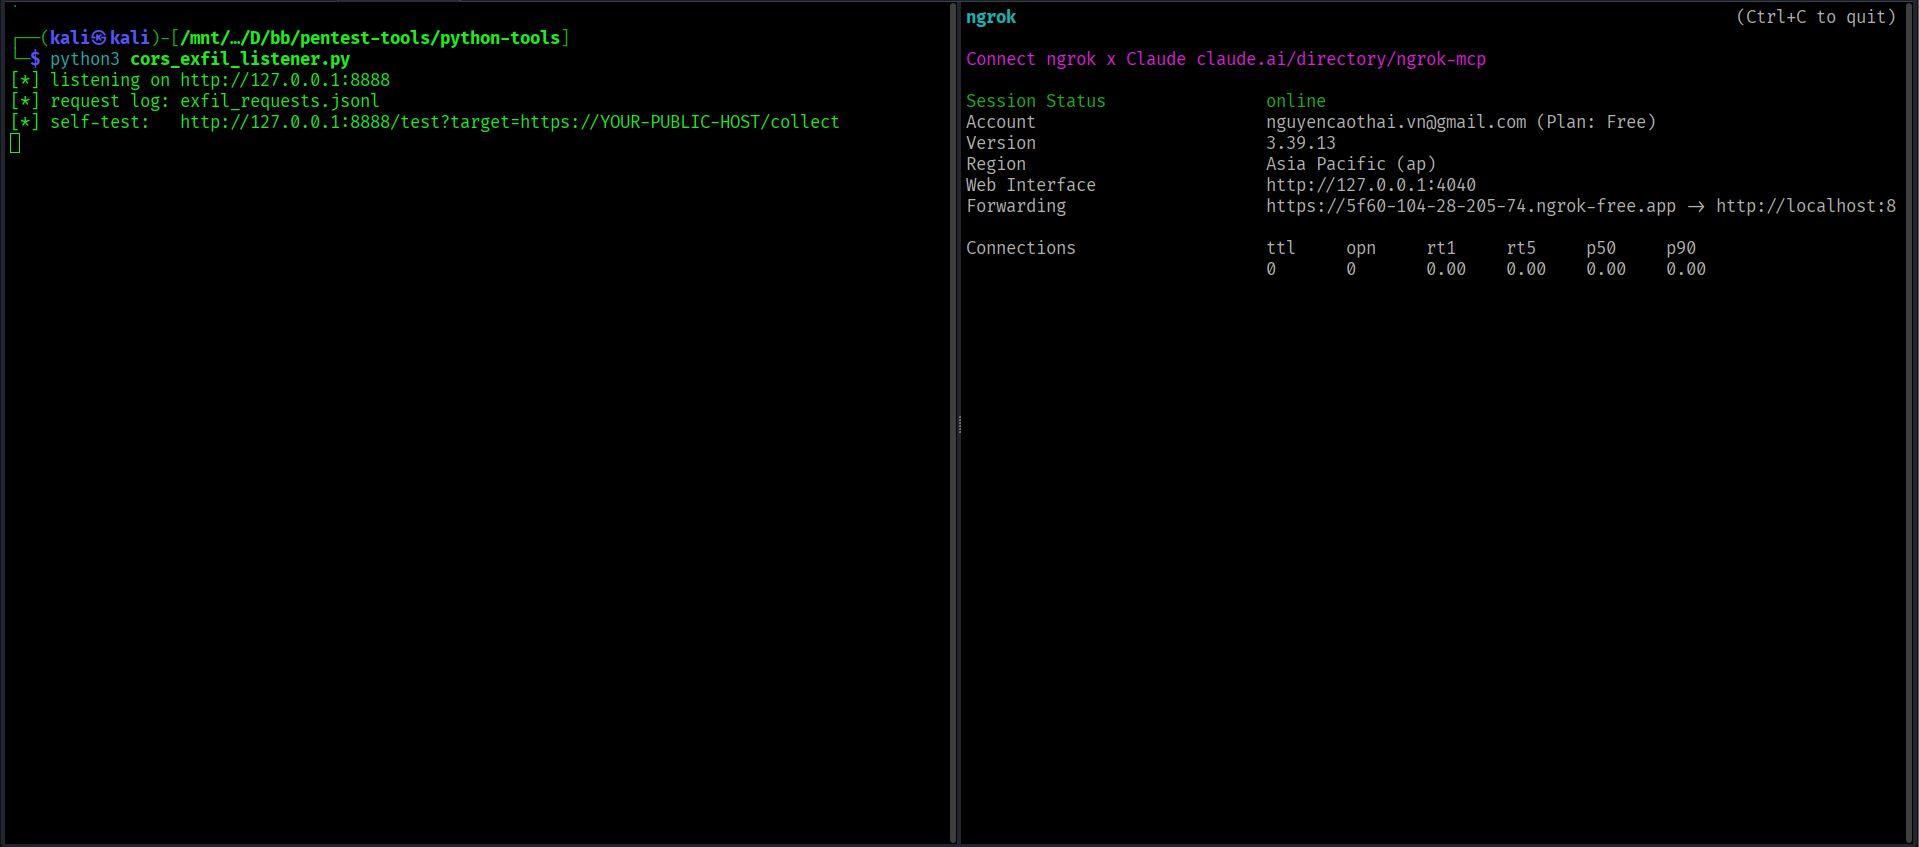 ┌──(kali㉿kali)-[/mnt/…/D/bb/pentest-tools/python-tools]
└─$ python3 cors_exfil_listener.py
[*] listening on http://127.0.0.1:8888
[*] request log: exfil_requests.jsonl
[*] self-test:   http://127.0.0.1:8888/test?target=https://YOUR-PUBLIC-HOST/collect
ngrok (Ctrl+C to quit)
Connect ngrok x Claude claude.ai/directory/ngrok-mcp
Session Status online
Account nguyencaothai.vn@gmail.com (Plan: Free)
Version 3.39.13
Region Asia Pacific (ap)
Web Interface http://127.0.0.1:4040
Forwarding https://5f60-104-28-205-74.ngrok-free.app → http://localhost:8
Connections ttl opn rt1 rt5 p50 p90
0 0 0.00 0.00 0.00 0.00